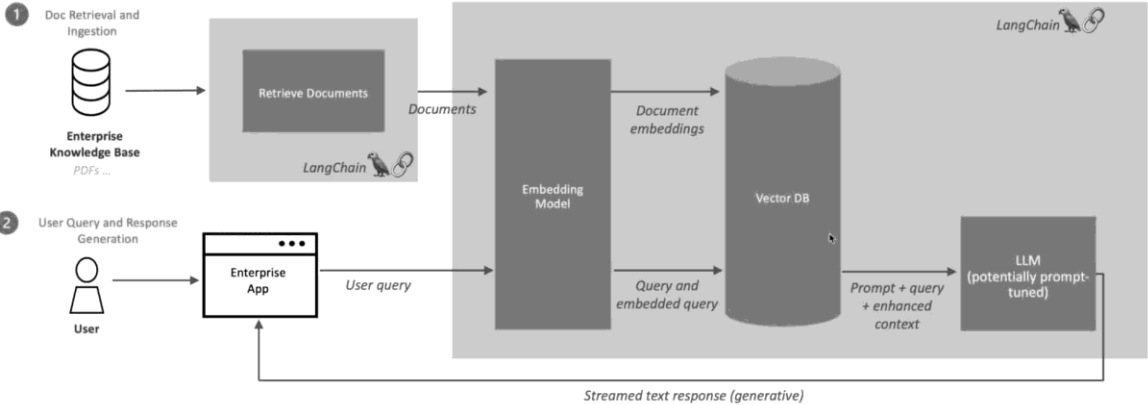 1
Doc Retrieval and
Ingestion
Enterprise
Knowledge Base
PDFs ...
Retrieve Documents
LangChain
Documents
LangChain
Embedding
Model
Document
embeddings
Vector DB
2
User Query and Response
Generation
User
Enterprise
App
User query
Query and
embedded query
Prompt + query
+ enhanced
context
LLM
(potentially prompt-
tuned)
Streamed text response (generative)